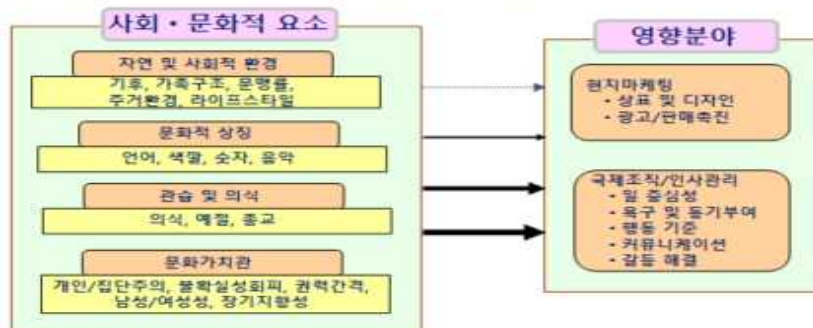 사회・문화적 요소
자연 및 사회적 환경
기후, 가족구조, 문맹률,
주거환경, 라이프스타일
문화적 상징
언어, 색깔, 숫자, 음악
관습 및 의식
의식, 예절, 종교
문화가치관
개인/집단주의, 불확실성회피, 권력간격,
남성/여성성, 장기지향성
영향분야
현지마케팅
• 상표 및 디자인
• 광고/판매촉진
국제조직/인사관리
• 일 중심성
• 욕구 및 동기부여
• 행동 기준
• 커뮤니케이션
• 갈등 해결